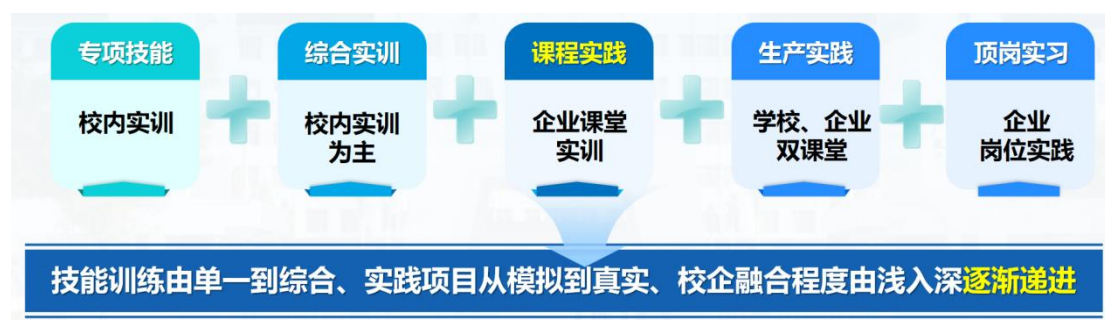 专项技能
校内实训
综合实训
校内实训
为主
课程实践
企业课堂
实训
生产实践
学校、企业
双课堂
顶岗实习
企业
岗位实践
技能训练由单一到综合、实践项目从模拟到真实、校企融合程度由浅入深逐渐递进